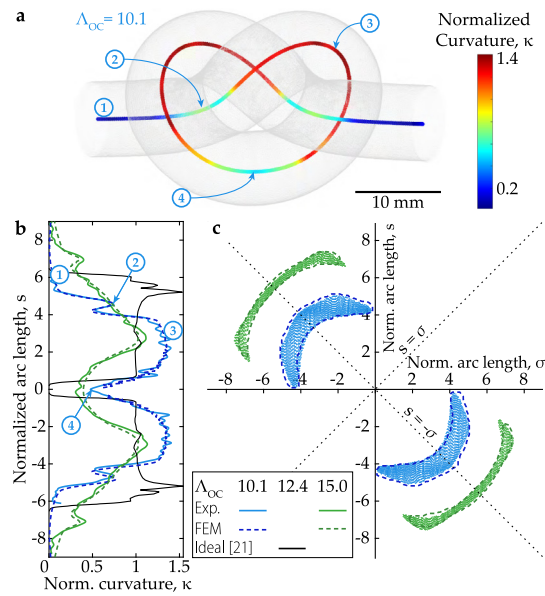 a
Λ_OC = 10.1
Normalized
Curvature, κ
1.4
0.2
1
2
3
4
10 mm
b
Normalized arc length, s
8
6
4
2
0
-2
-4
-6
-8
0
0.5
1
1.5
Norm. curvature, κ
1
2
3
4
c
Norm. arc length, s
8
6
4
2
-2
-4
-6
-8
Norm. arc length, σ
-8
-6
-4
-2
2
4
6
8
s = σ
s = -σ
Λ_OC 10.1 12.4 15.0
Exp.
FEM
Ideal [21]